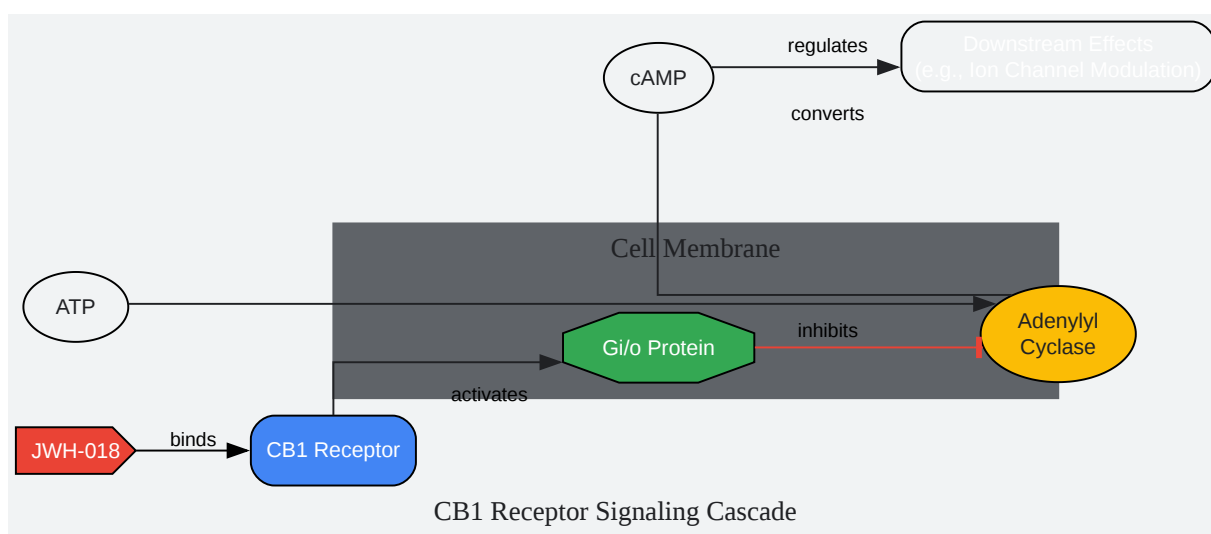 regulates
Downstream Effects
(e.g., Ion Channel Modulation)
cAMP
converts
Cell Membrane
ATP
Adenylyl
Cyclase
inhibits
Gi/o Protein
activates
JWH-018
binds
CB1 Receptor
CB1 Receptor Signaling Cascade